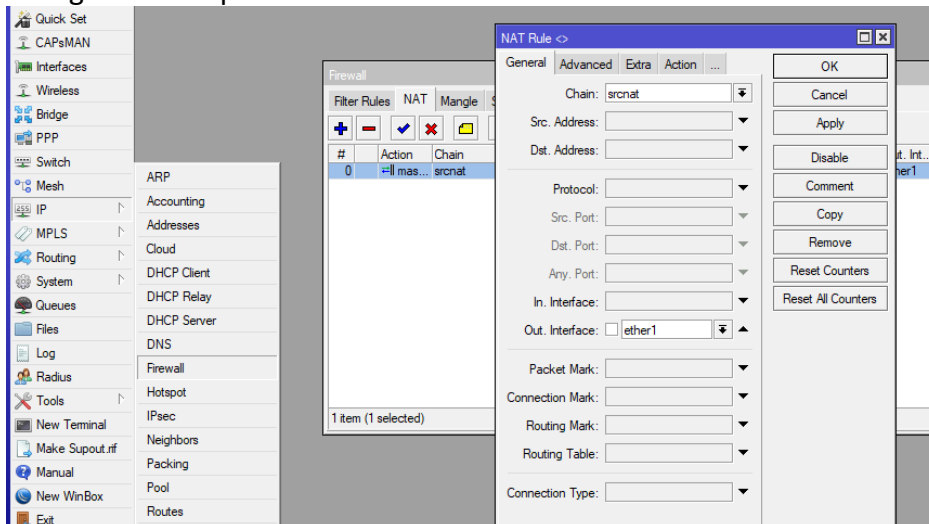 Quick Set
CAPsMAN
Interfaces
Wireless
Bridge
PPP
Switch
Mesh
255 IP
MPLS
Routing
System
Queues
Files
Log
Radius
Tools
New Terminal
Make Supout.rif
Manual
New WinBox
Exit
ARP
Accounting
Addresses
Cloud
DHCP Client
DHCP Relay
DHCP Server
DNS
Firewall
Hotspot
IPsec
Neighbors
Packing
Pool
Routes
Firewall
Filter Rules NAT Mangle
# Action Chain
0 mas... srcnat
1 item (1 selected)
NAT Rule <>
General Advanced Extra Action ...
Chain: srcnat
Src. Address:
Dst. Address:
Protocol:
Src. Port:
Dst. Port:
Any. Port:
In. Interface:
Out. Interface: ether1
Packet Mark:
Connection Mark:
Routing Mark:
Routing Table:
Connection Type:
OK
Cancel
Apply
Disable
Comment
Copy
Remove
Reset Counters
Reset All Counters